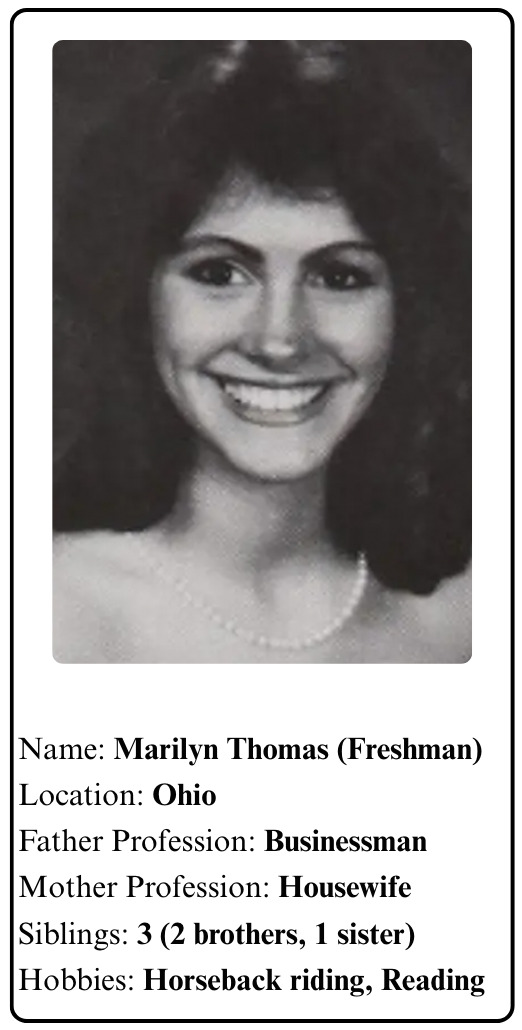 Name: Marilyn Thomas (Freshman)
Location: Ohio
Father Profession: Businessman
Mother Profession: Housewife
Siblings: 3 (2 brothers, 1 sister)
Hobbies: Horseback riding, Reading